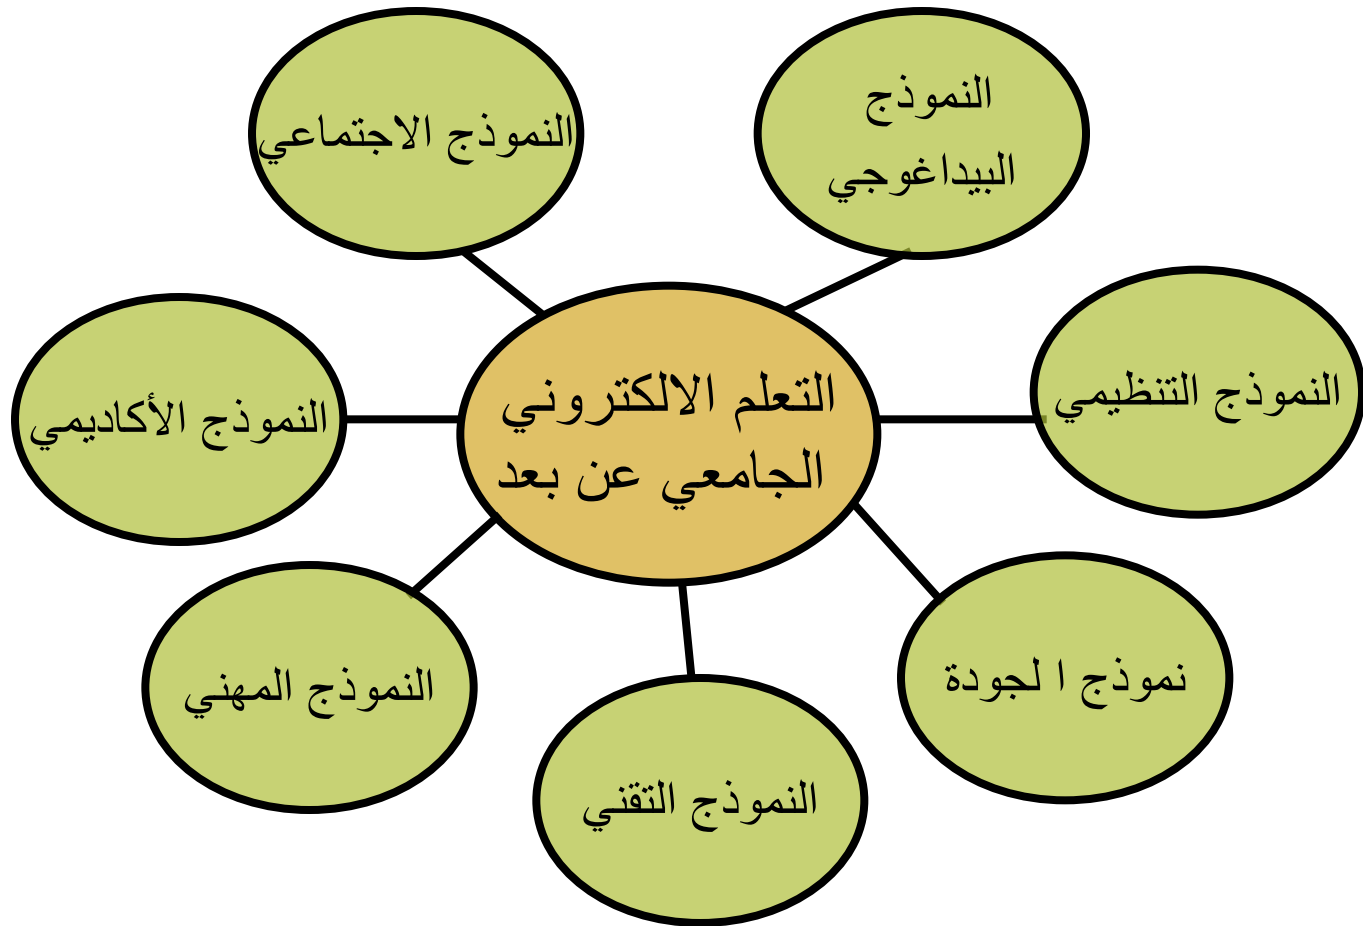 النموذج
البيداغوجي
النموذج الاجتماعي
النموذج التنظيمي
التعلم الالكتروني
الجامعي عن بعد
النموذج الأكاديمي
نموذج ا لجودة
النموذج المهني
النموذج التقني